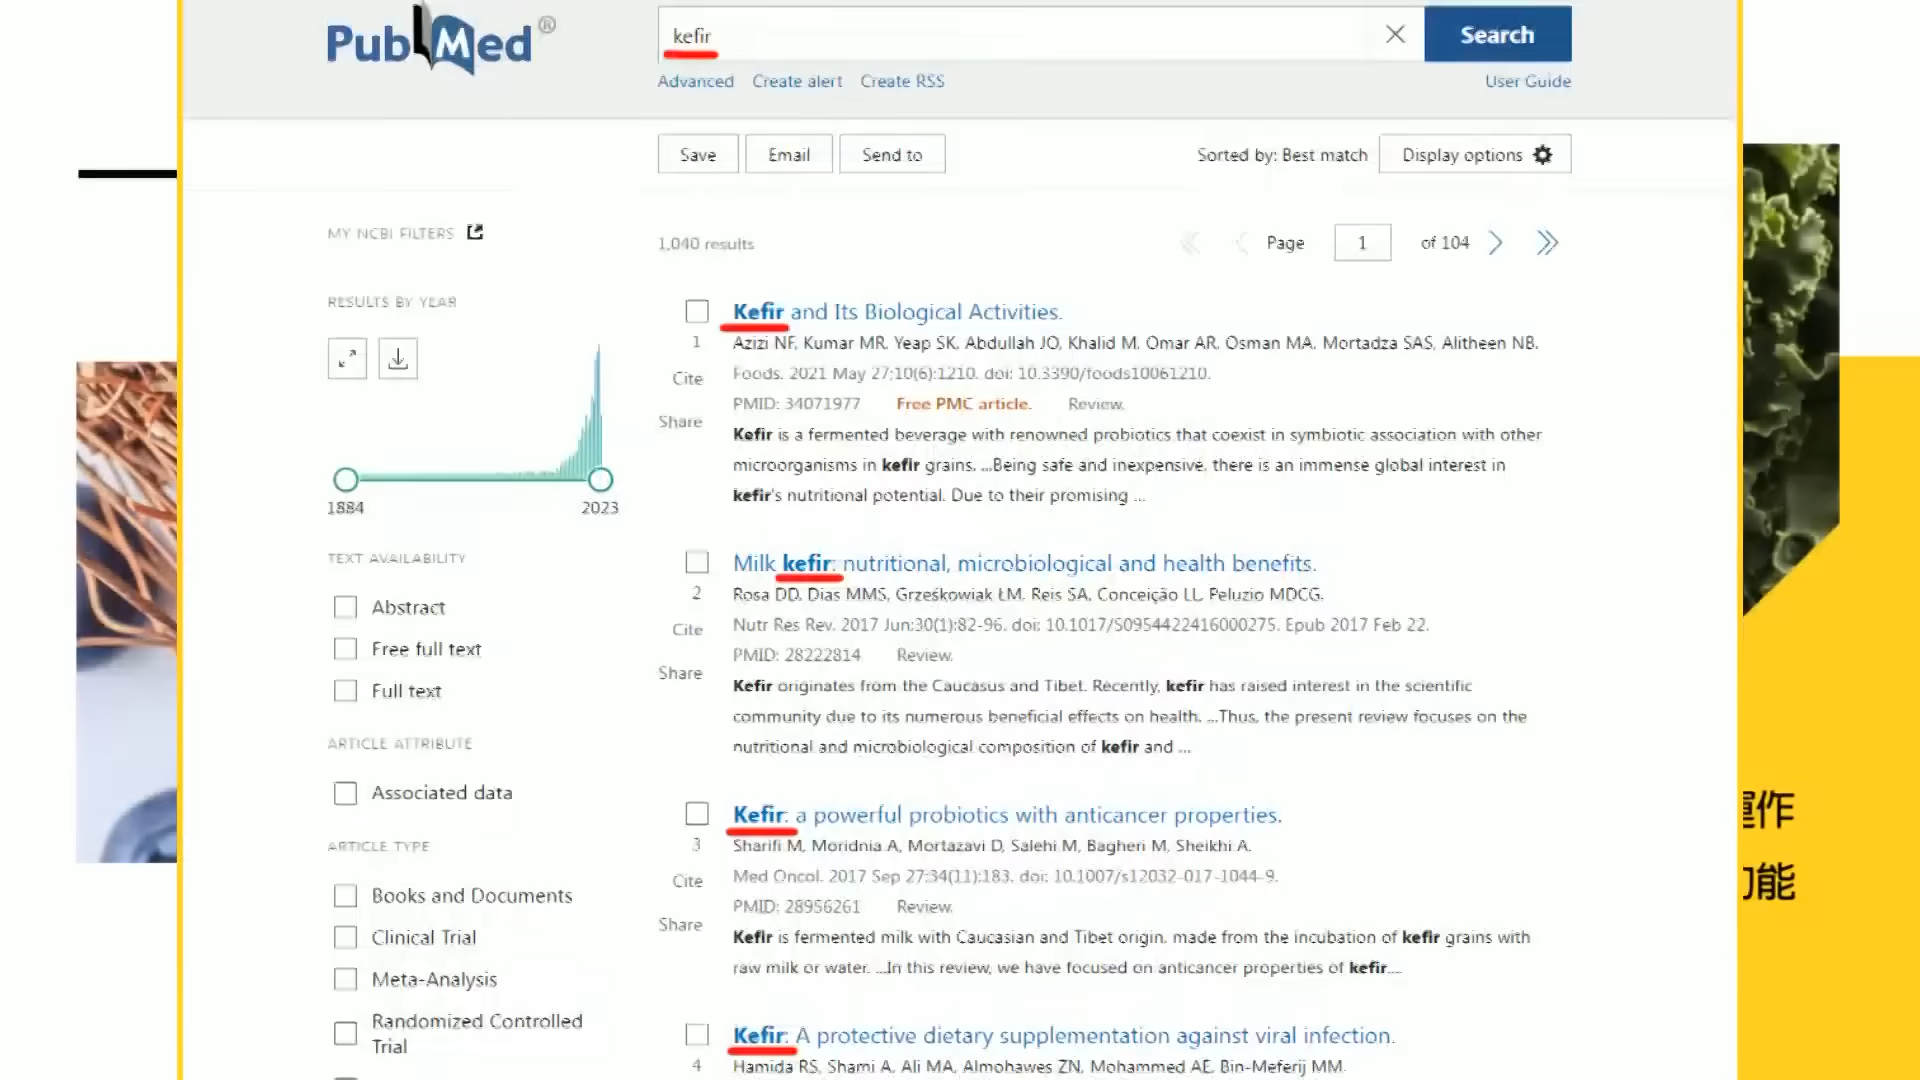 PubMed®
kefir
Search
Advanced Create alert Create RSS
User Guide
Save Email Send to
Sorted by: Best match Display options
MY NCBI FILTERS
1,040 results
Page 1 of 104
RESULTS BY YEAR
1884 2023
TEXT AVAILABILITY
Abstract
Free full text
Full text
ARTICLE ATTRIBUTE
Associated data
ARTICLE TYPE
Books and Documents
Clinical Trial
Meta-Analysis
Randomized Controlled
Trial
Kefir and Its Biological Activities.
1
Azizi NF, Kumar MR, Yeap SK, Abdullah JO, Khalid M, Omar AR, Osman MA, Mortadza SAS, Alitheen NB.
Cite
Foods. 2021 May 27;10(6):1210. doi: 10.3390/foods10061210.
PMID: 34071977 Free PMC article. Review.
Share
Kefir is a fermented beverage with renowned probiotics that coexist in symbiotic association with other
microorganisms in kefir grains. ...Being safe and inexpensive, there is an immense global interest in
kefir's nutritional potential. Due to their promising ...
Milk kefir: nutritional, microbiological and health benefits.
2
Rosa DD, Dias MMS, Grześkowiak ŁM, Reis SA, Conceição LL, Peluzio MDCG.
Cite
Nutr Res Rev. 2017 Jun;30(1):82-96. doi: 10.1017/S0954422416000275. Epub 2017 Feb 22.
PMID: 28222814 Review.
Share
Kefir originates from the Caucasus and Tibet. Recently, kefir has raised interest in the scientific
community due to its numerous beneficial effects on health. ...Thus, the present review focuses on the
nutritional and microbiological composition of kefir and ...
Kefir: a powerful probiotics with anticancer properties.
3
Sharifi M, Moridnia A, Mortazavi D, Salehi M, Bagheri M, Sheikhi A.
Cite
Med Oncol. 2017 Sep 27;34(11):183. doi: 10.1007/s12032-017-1044-9.
PMID: 28956261 Review.
Share
Kefir is fermented milk with Caucasian and Tibet origin, made from the incubation of kefir grains with
raw milk or water. ...In this review, we have focused on anticancer properties of kefir....
Kefir: A protective dietary supplementation against viral infection.
4
Hamida RS, Shami A, Ali MA, Almohawes ZN, Mohammed AE, Bin-Meferij MM.
作
能